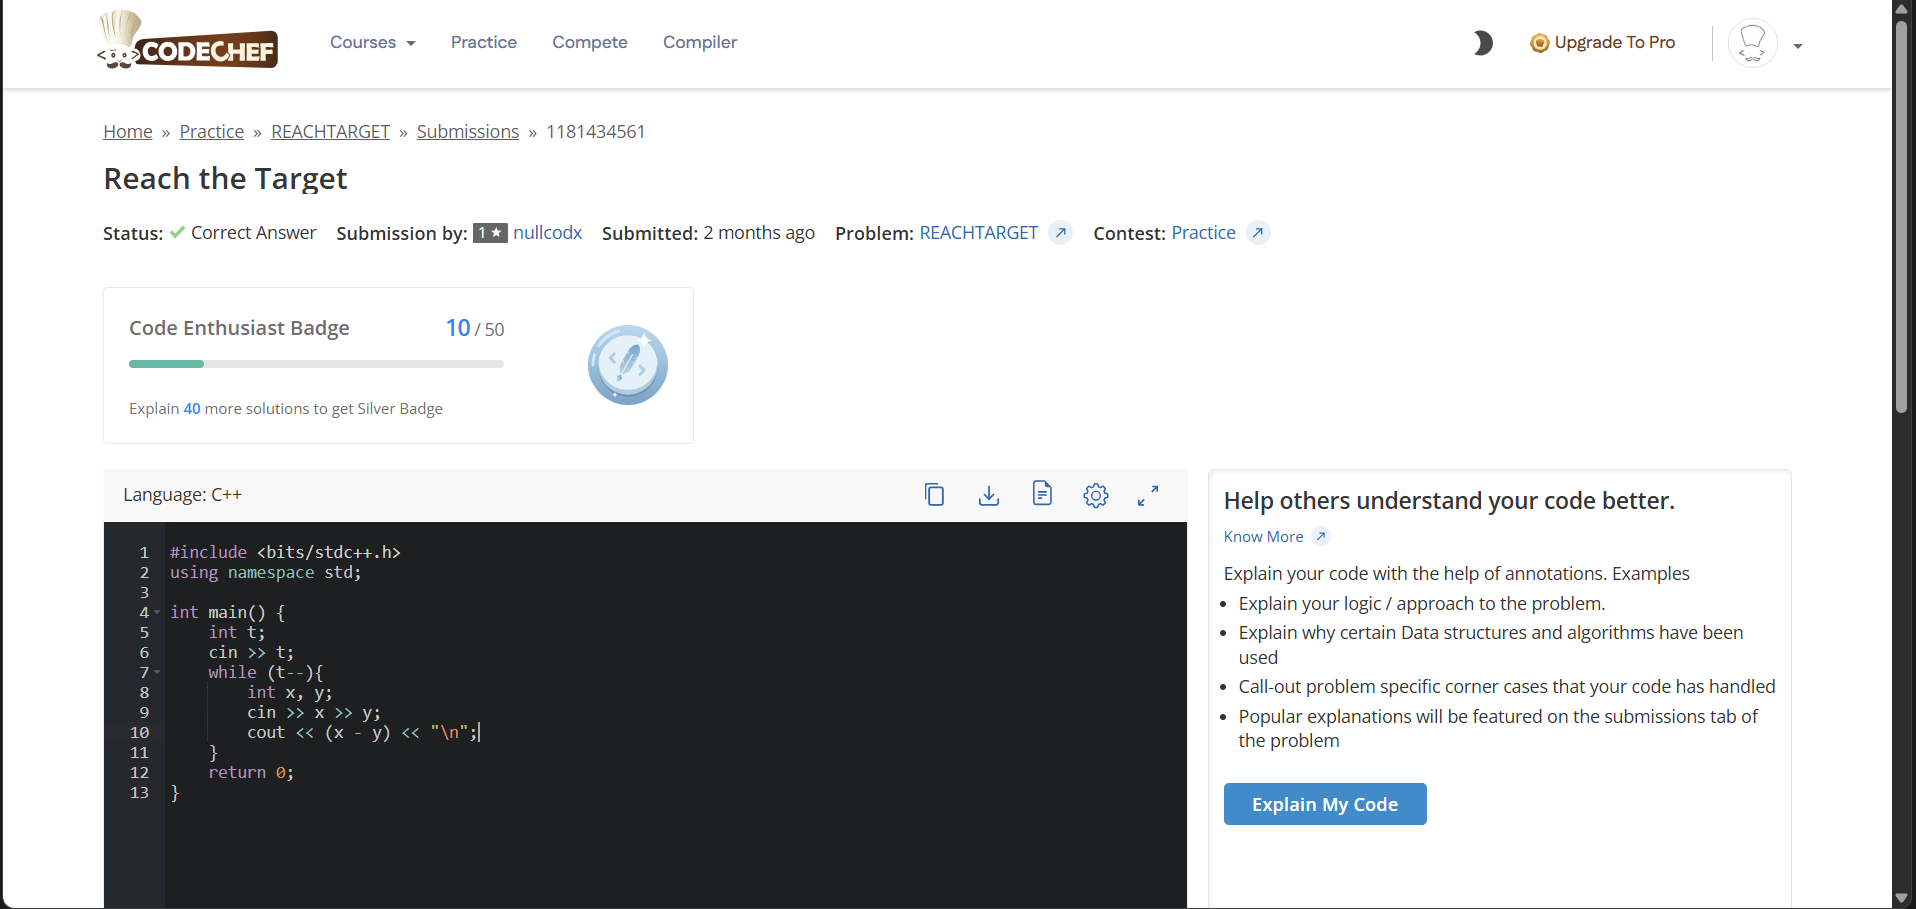 CODECHEF
Courses
Practice
Compete
Compiler
Upgrade To Pro
Home » Practice » REACHTARGET » Submissions » 1181434561
Reach the Target
Status: Correct Answer Submission by: 1★ nullcodx Submitted: 2 months ago Problem: REACHTARGET Contest: Practice
Code Enthusiast Badge 10 / 50
Explain 40 more solutions to get Silver Badge
Language: C++
1 #include <bits/stdc++.h>
2 using namespace std;
3
4 int main() {
5     int t;
6     cin >> t;
7     while (t--){
8         int x, y;
9         cin >> x >> y;
10         cout << (x - y) << "\n";
11     }
12     return 0;
13 }
Help others understand your code better.
Know More
Explain your code with the help of annotations. Examples
• Explain your logic / approach to the problem.
• Explain why certain Data structures and algorithms have been
used
• Call-out problem specific corner cases that your code has handled
• Popular explanations will be featured on the submissions tab of
the problem
Explain My Code